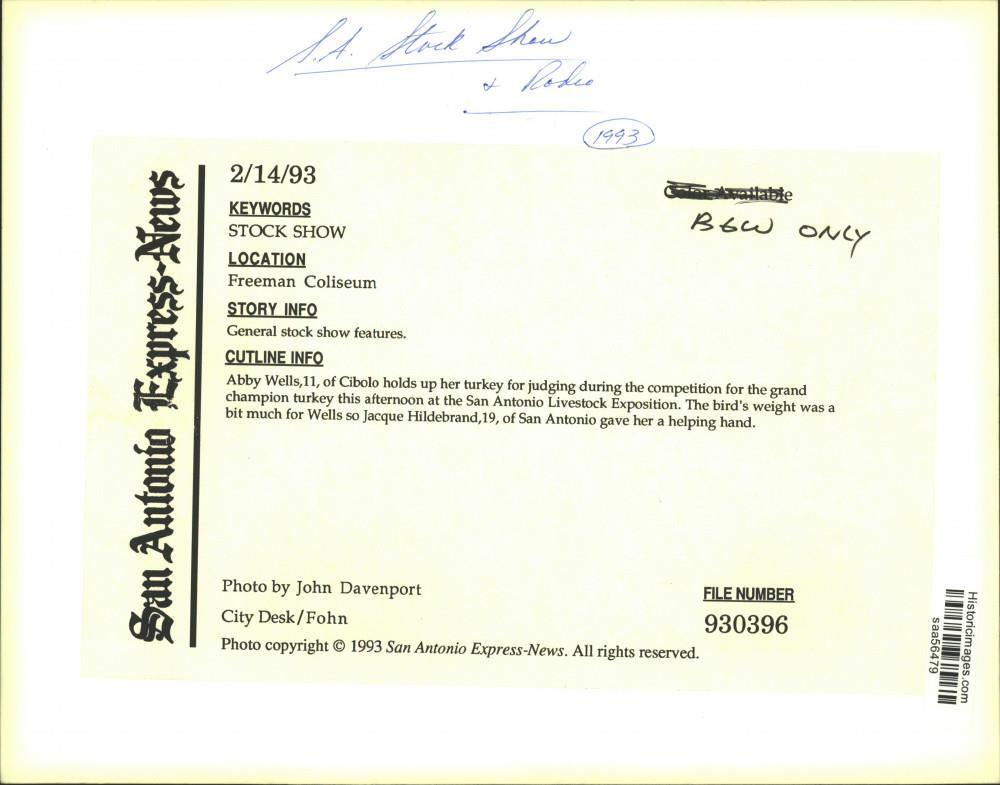 S.A. Stock Show
& Rodeo
1993
San Antonio Express-News
2/14/93
Color Available
B&W ONLY
KEYWORDS
STOCK SHOW
LOCATION
Freeman Coliseum
STORY INFO
General stock show features.
CUTLINE INFO
Abby Wells,11, of Cibolo holds up her turkey for judging during the competition for the grand
champion turkey this afternoon at the San Antonio Livestock Exposition. The bird's weight was a
bit much for Wells so Jacque Hildebrand,19, of San Antonio gave her a helping hand.
Photo by John Davenport
City Desk/Fohn
Photo copyright © 1993 San Antonio Express-News. All rights reserved.
FILE NUMBER
930396
Historicimages.com
saa56479